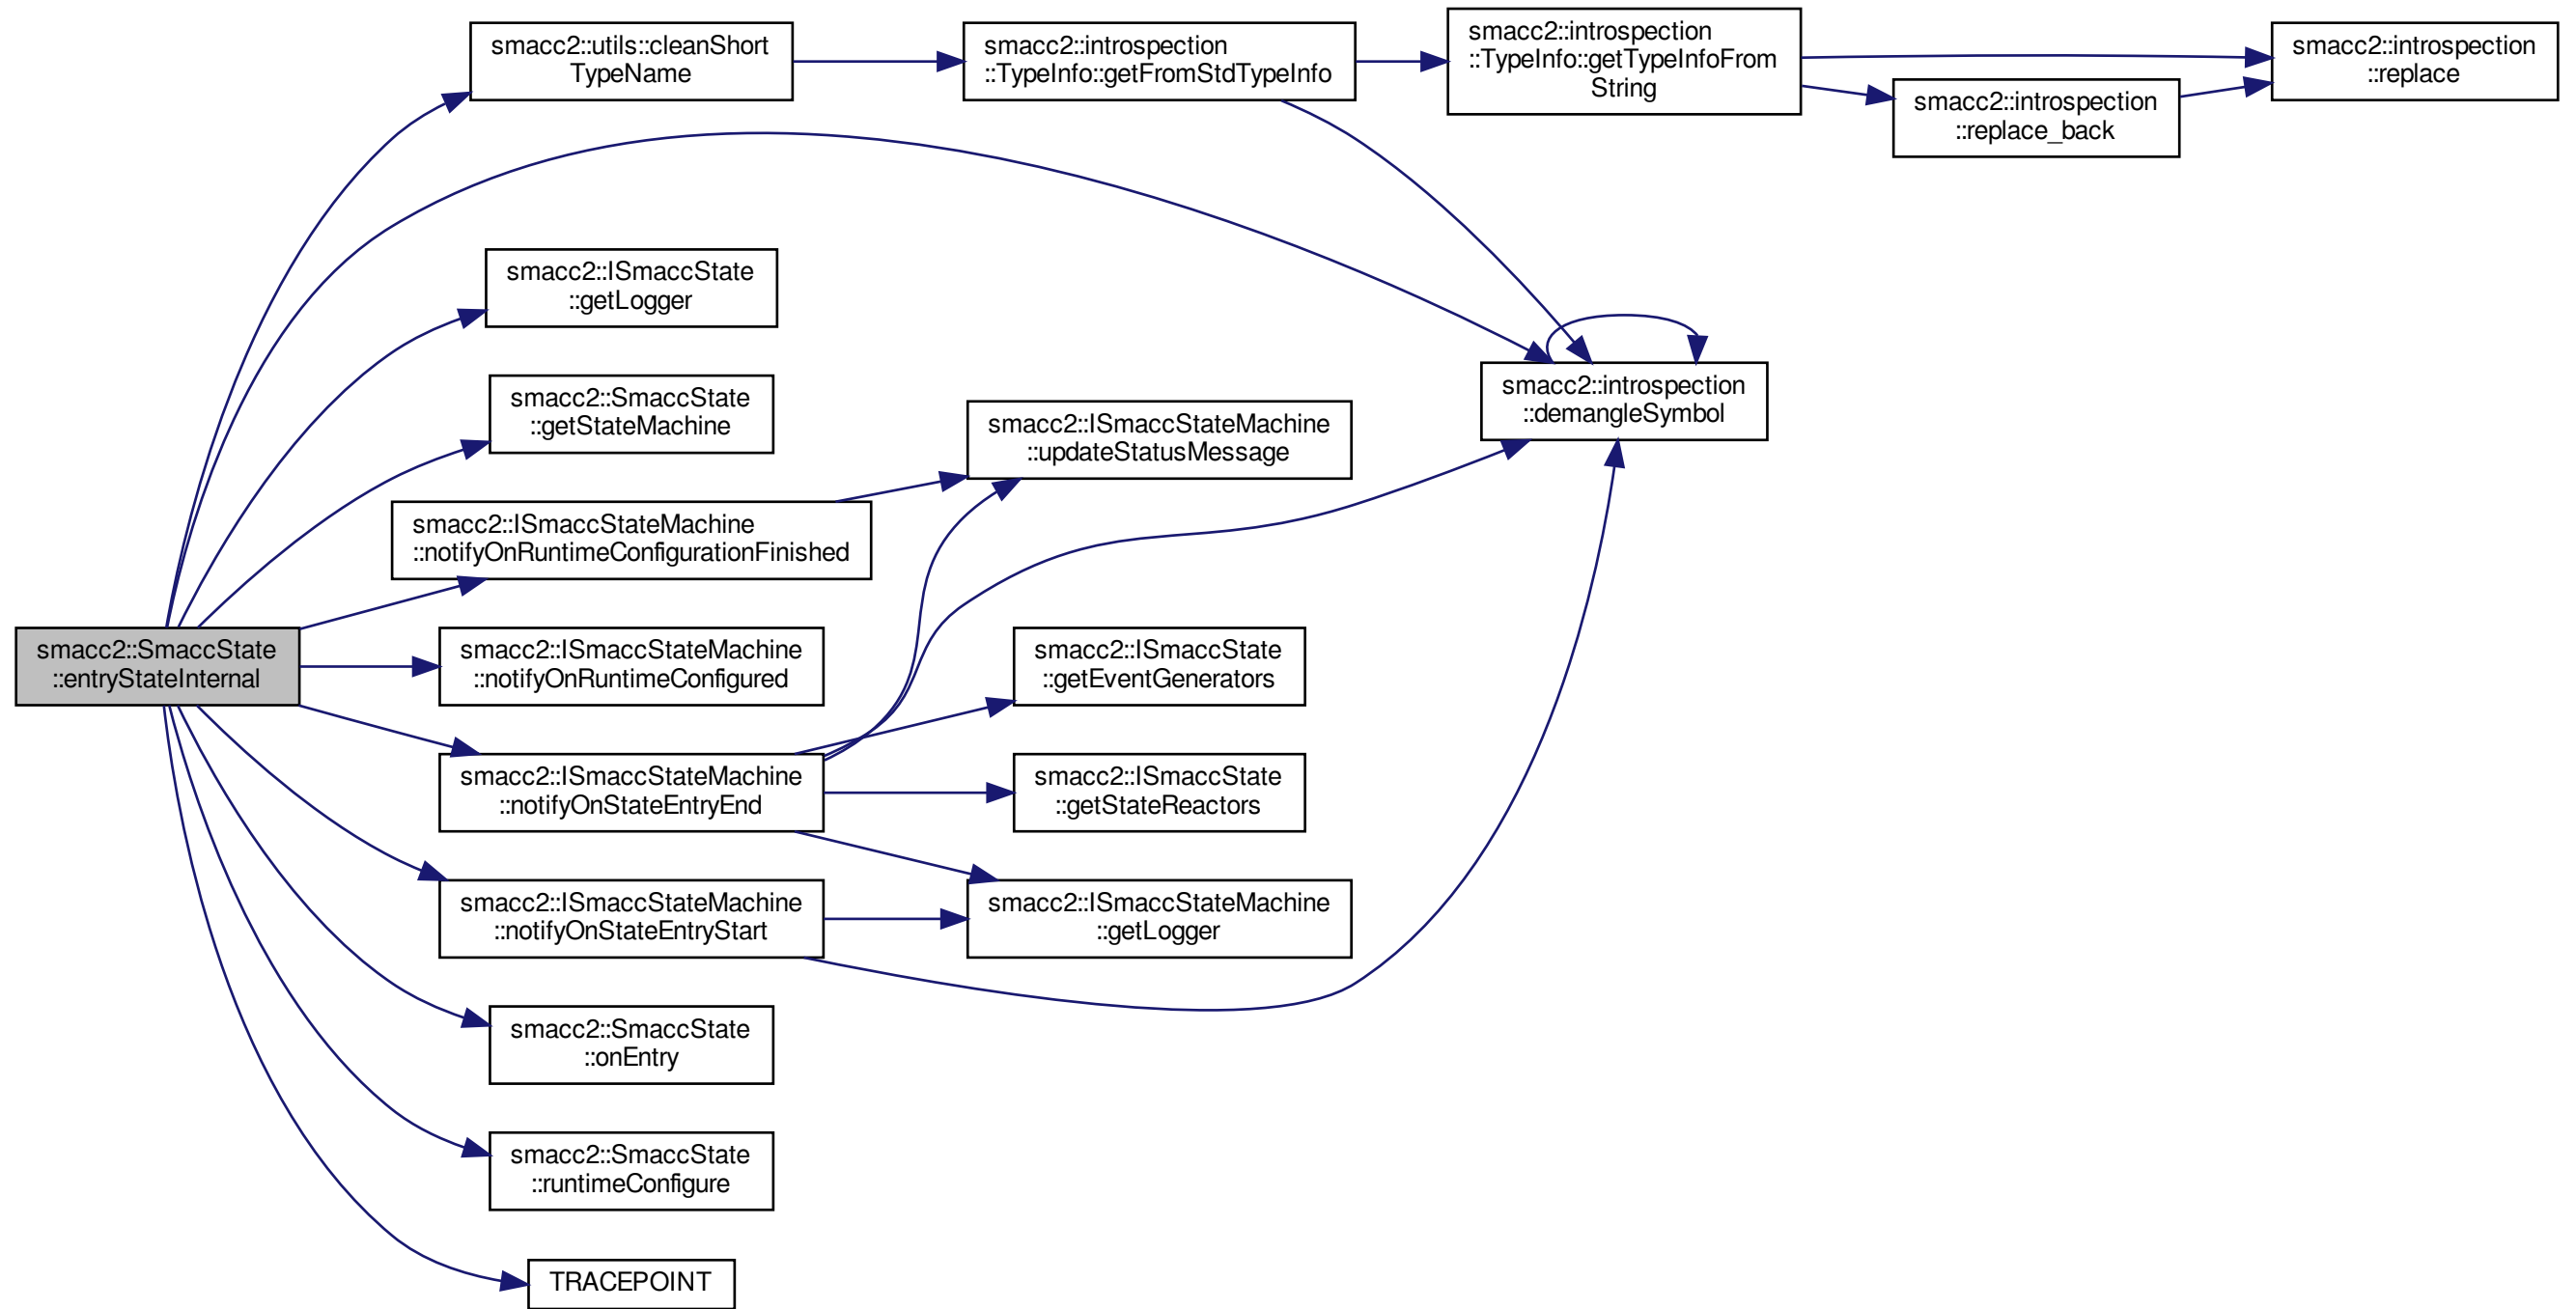 smacc2::utils::cleanShort
TypeName
smacc2::introspection
::TypeInfo::getFromStdTypeInfo
smacc2::introspection
::TypeInfo::getTypeInfoFrom
String
smacc2::introspection
::replace
smacc2::introspection
::replace_back
smacc2::ISmaccState
::getLogger
smacc2::SmaccState
::getStateMachine
smacc2::introspection
::demangleSymbol
smacc2::ISmaccStateMachine
::updateStatusMessage
smacc2::ISmaccStateMachine
::notifyOnRuntimeConfigurationFinished
smacc2::SmaccState
::entryStateInternal
smacc2::ISmaccStateMachine
::notifyOnRuntimeConfigured
smacc2::ISmaccState
::getEventGenerators
smacc2::ISmaccStateMachine
::notifyOnStateEntryEnd
smacc2::ISmaccState
::getStateReactors
smacc2::ISmaccStateMachine
::notifyOnStateEntryStart
smacc2::ISmaccStateMachine
::getLogger
smacc2::SmaccState
::onEntry
smacc2::SmaccState
::runtimeConfigure
TRACEPOINT